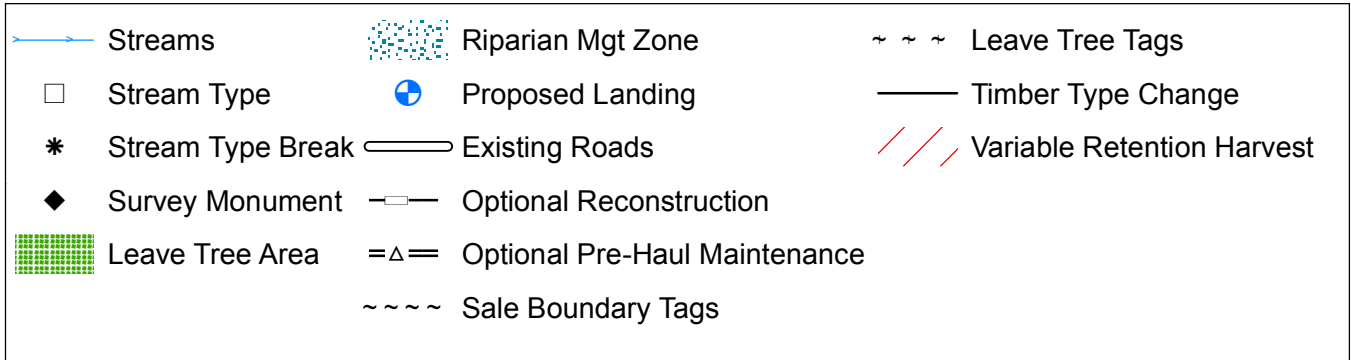 Streams
Stream Type
Stream Type Break
Survey Monument
Leave Tree Area
Riparian Mgt Zone
Proposed Landing
Existing Roads
Optional Reconstruction
Optional Pre-Haul Maintenance
Sale Boundary Tags
Leave Tree Tags
Timber Type Change
Variable Retention Harvest